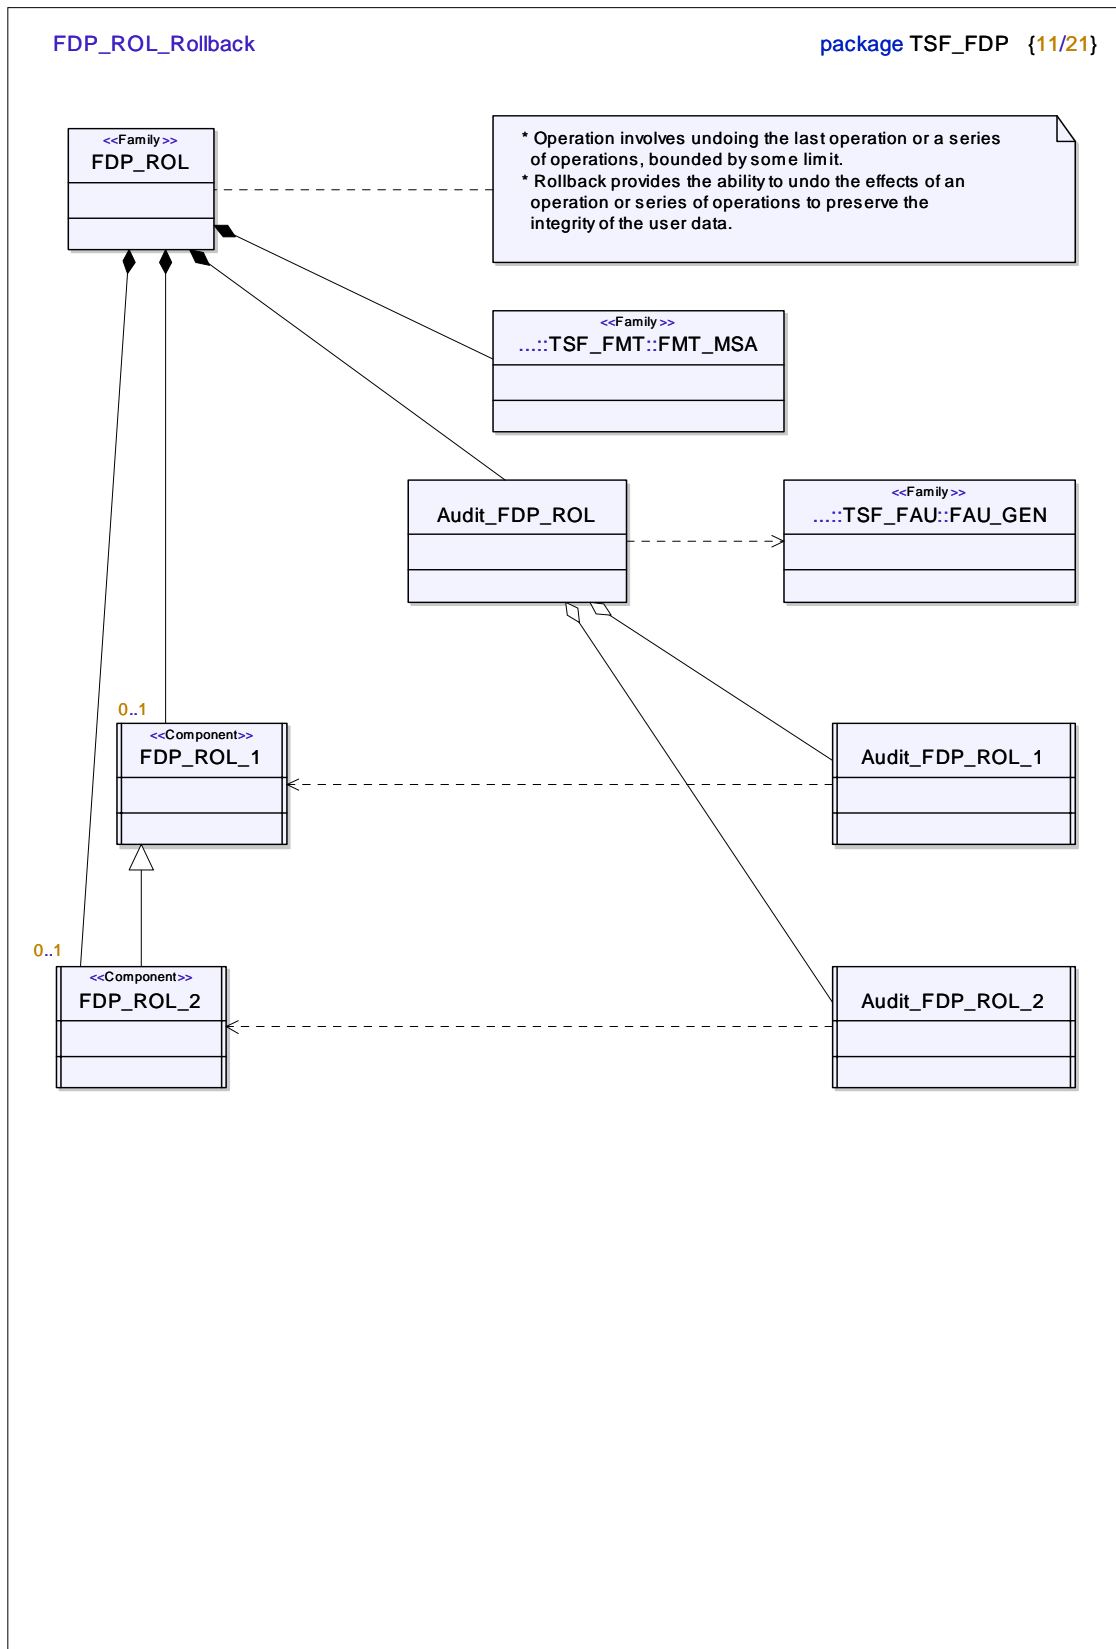 FDP_ROL_Rollback
package TSF_FDP {11/21}
<<Family>>
FDP_ROL
* Operation involves undoing the last operation or a series
of operations, bounded by some limit.
* Rollback provides the ability to undo the effects of an
operation or series of operations to preserve the
integrity of the user data.
<<Family>>
...::TSF_FMT::FMT_MSA
Audit_FDP_ROL
<<Family>>
...::TSF_FAU::FAU_GEN
0..1
<<Component>>
FDP_ROL_1
Audit_FDP_ROL_1
0..1
<<Component>>
FDP_ROL_2
Audit_FDP_ROL_2